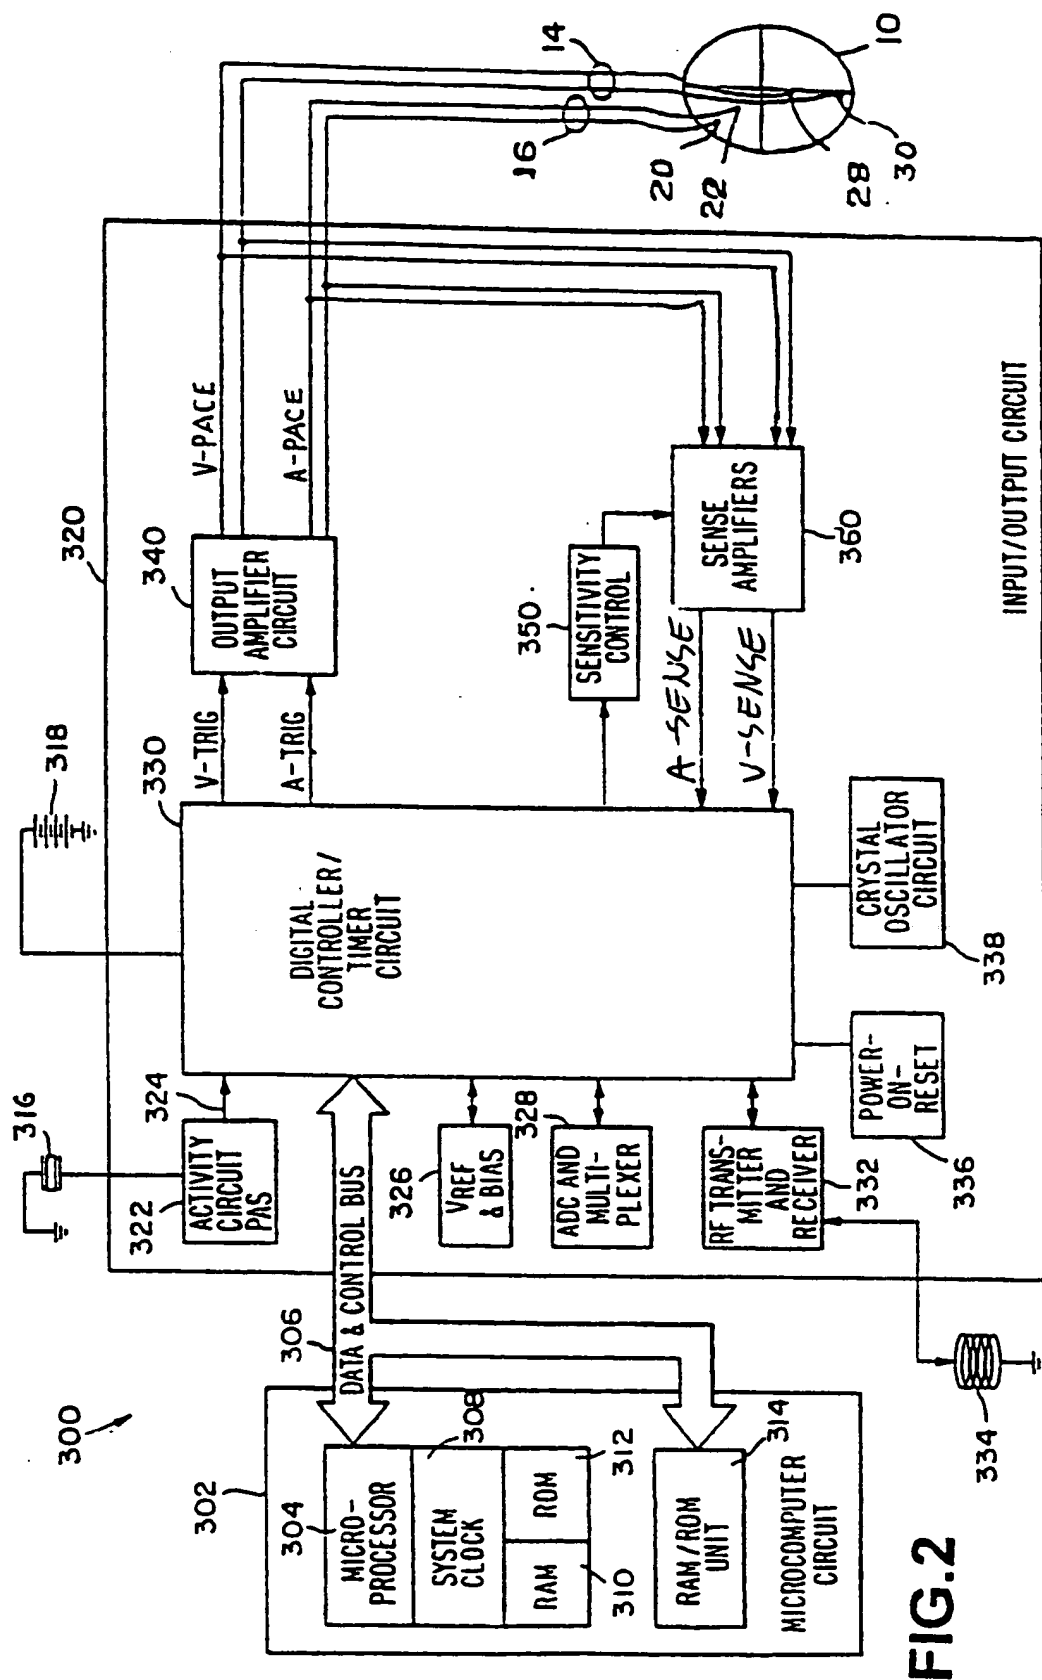 300
302
304
MICRO-
PROCESSOR
308
SYSTEM
CLOCK
RAM
ROM
310
312
RAM/ROM
UNIT
314
MICROCOMPUTER
CIRCUIT
306
DATA & CONTROL BUS
316
322
ACTIVITY
CIRCUIT
PAS
324
326
VREF
& BIAS
328
ADC AND
MULTI-
PLEXER
RF TRANS-
MITTER
AND
RECEIVER
332
334
336
POWER-
ON-
RESET
338
CRYSTAL
OSCILLATOR
CIRCUIT
318
330
DIGITAL
CONTROLLER/
TIMER
CIRCUIT
V-TRIG
A-TRIG
320
340
OUTPUT
AMPLIFIER
CIRCUIT
V-PACE
A-PACE
350
SENSITIVITY
CONTROL
A-SENSE
V-SENSE
SENSE
AMPLIFIERS
360
INPUT/OUTPUT CIRCUIT
14
16
20
22
10
28
30
FIG.2